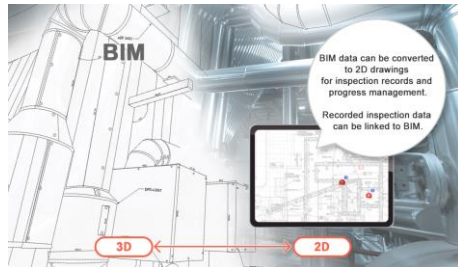 BIM
BIM data can be converted
to 2D drawings
for inspection records and
progress management.
Recorded inspection data
can be linked to BIM.
3D
2D